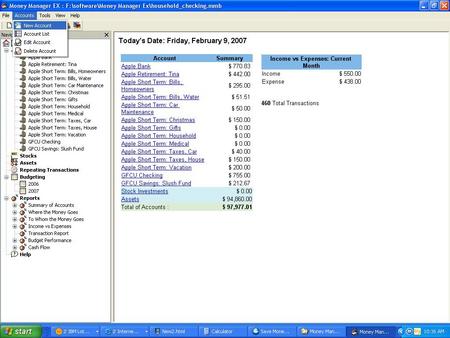 Money Manager EX : F:\software\Money Manager Ex\household_checking.mmb
Accounts Tools View Help
New Account
Account List
Edit Account
Delete Account
Apple Retirement: Tina
Apple Short Term: Bills, Homeowners
Apple Short Term: Bills, Water
Apple Short Term: Car Maintenance
Apple Short Term: Christmas
Apple Short Term: Gifts
Apple Short Term: Household
Apple Short Term: Medical
Apple Short Term: Taxes, Car
Apple Short Term: Taxes, House
Apple Short Term: Vacation
GFCU Checking
GFCU Savings: Slush Fund
Stocks
Assets
Repeating Transactions
Budgeting
2006
2007
Reports
Summary of Accounts
Where the Money Goes
To Whom the Money Goes
Income vs Expenses
Transaction Report
Budget Performance
Cash Flow
Help
Today's Date: Friday, February 9, 2007
Account Summary
Apple Bank $ 770.83
Apple Retirement: Tina $ 442.00
Apple Short Term: Bills,
Homeowners $ 295.00
Apple Short Term: Bills, Water $ 51.51
Apple Short Term: Car
Maintenance $ 50.00
Apple Short Term: Christmas $ 150.00
Apple Short Term: Gifts $ 0.00
Apple Short Term: Household $ 0.00
Apple Short Term: Medical $ 0.00
Apple Short Term: Taxes, Car $ 40.00
Apple Short Term: Taxes, House $ 150.00
Apple Short Term: Vacation $ 200.00
GFCU Checking $ 755.00
GFCU Savings: Slush Fund $ 212.67
Stock Investments $ 0.00
Assets $ 94,860.00
Total of Accounts : $ 97,977.01
Income vs Expenses: Current
Month
Income $ 550.00
Expense $ 438.00
460 Total Transactions
start
2 IBM Lot...
2 Interne...
New2.html
Calculator
Save Mone...
Money Man...
Money Man...
10:36 AM